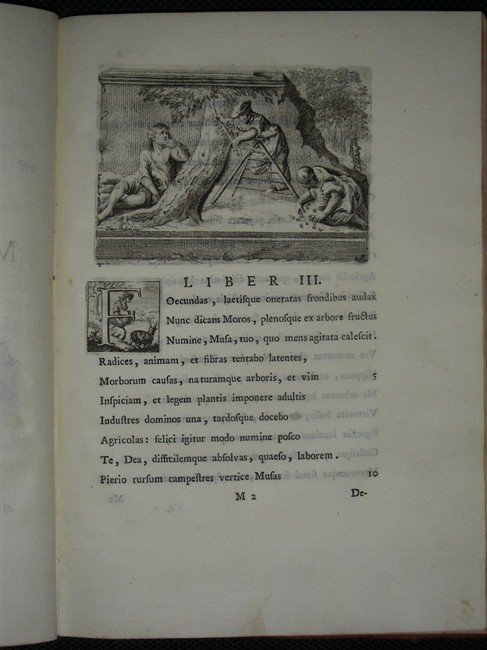 LIBER III.
FOecundas, laetisque oneratas frondibus audax
Nunc dicam Moros, plenosque ex arbore fructus
Numine, Musa, tuo, quo mens agitata calescit.
Radices, animam, et fibras tentabo latentes,
Morborum causas, naturamque arboris, et vim 5
Inspiciam, et legem plantis imponere adultis
Industres dominos una, tardosque docebo
Agricolas: felici igitur modo numine posco
Te, Dea, difficilemque absolvas, quaeso, laborem.
Pierio rursum campestres vertice Musas 10
M 2 De-